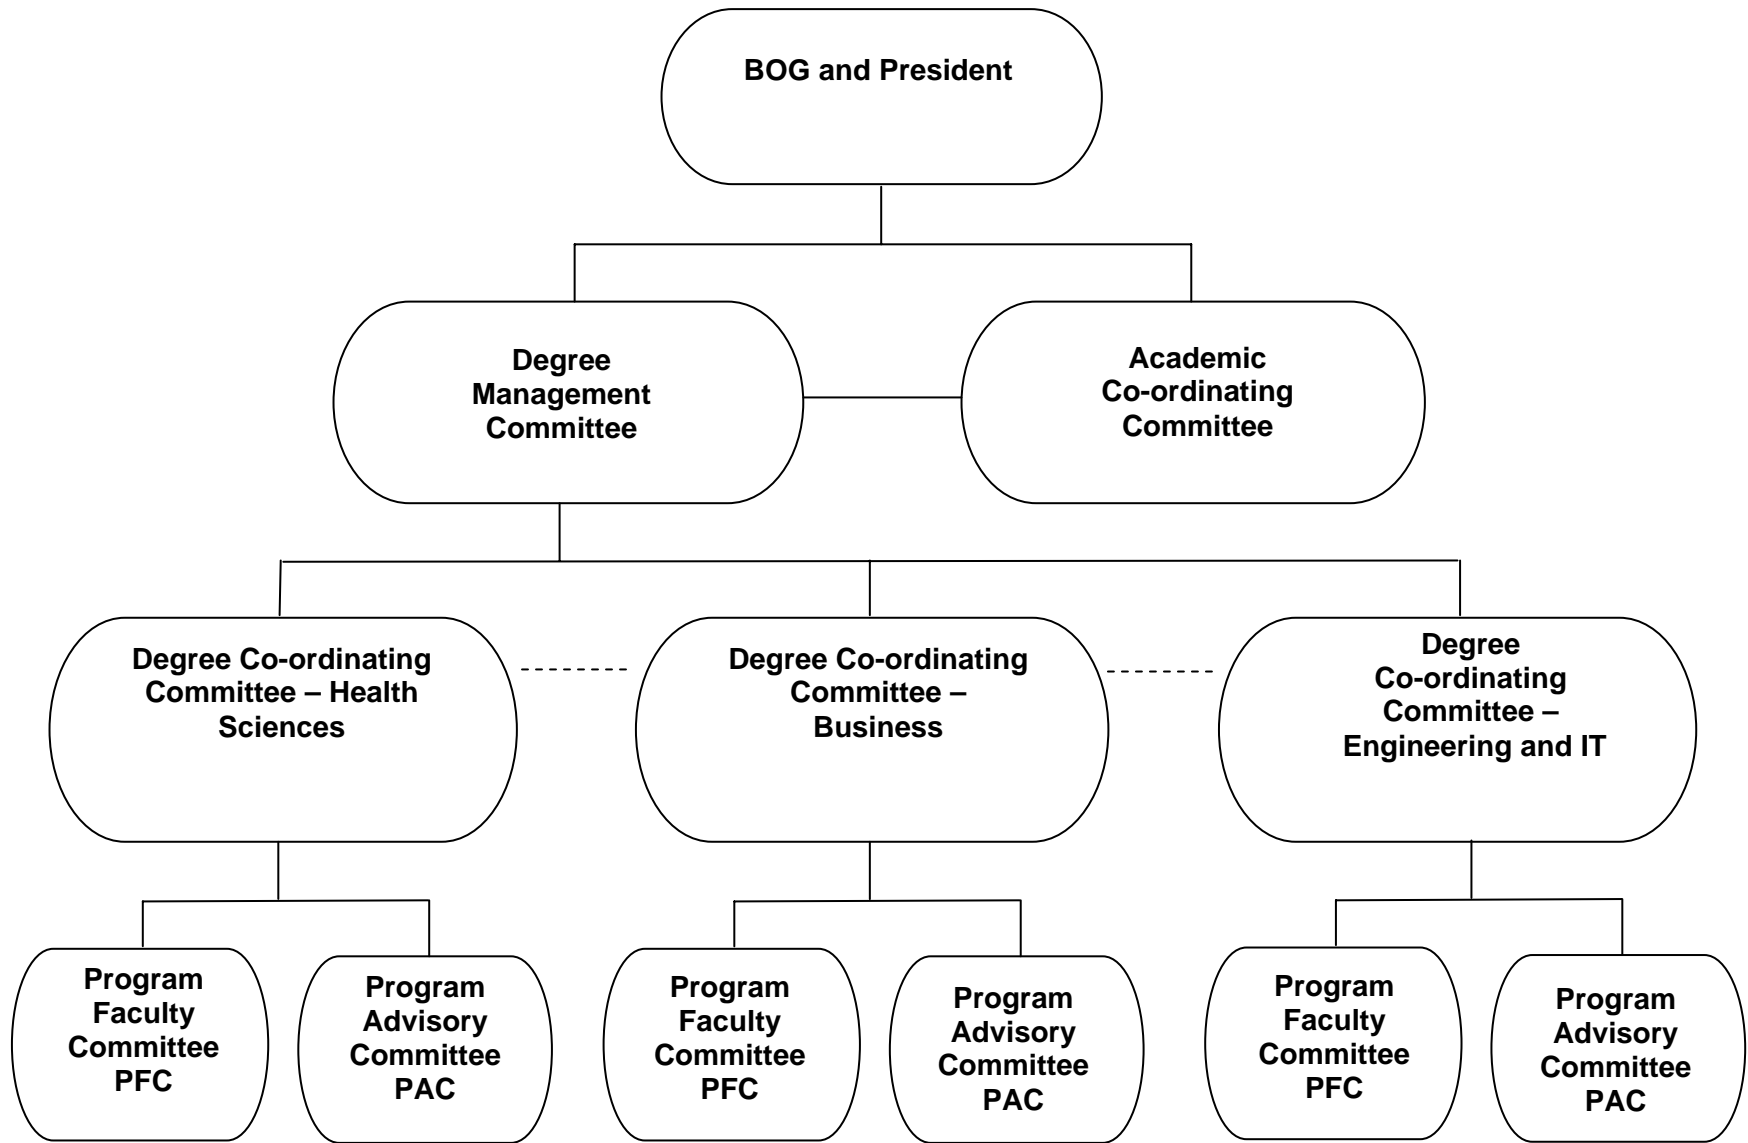 BOG and President
Degree
Management
Committee
Academic
Co-ordinating
Committee
Degree Co-ordinating
Committee – Health
Sciences
Degree Co-ordinating
Committee –
Business
Degree
Co-ordinating
Committee –
Engineering and IT
Program
Faculty
Committee
PFC
Program
Advisory
Committee
PAC
Program
Faculty
Committee
PFC
Program
Advisory
Committee
PAC
Program
Faculty
Committee
PFC
Program
Advisory
Committee
PAC